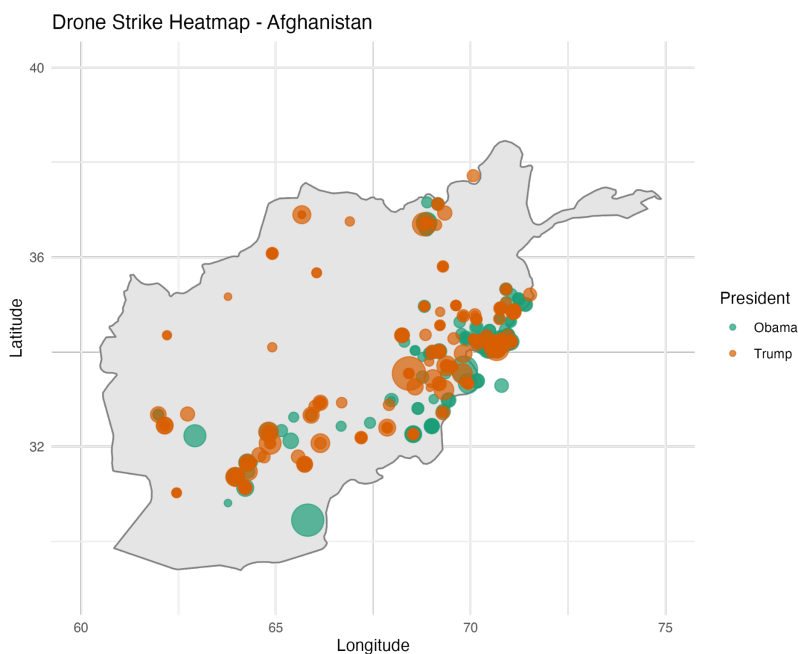 Drone Strike Heatmap - Afghanistan
40
36
32
Latitude
60
65
70
75
Longitude
President
Obama
Trump